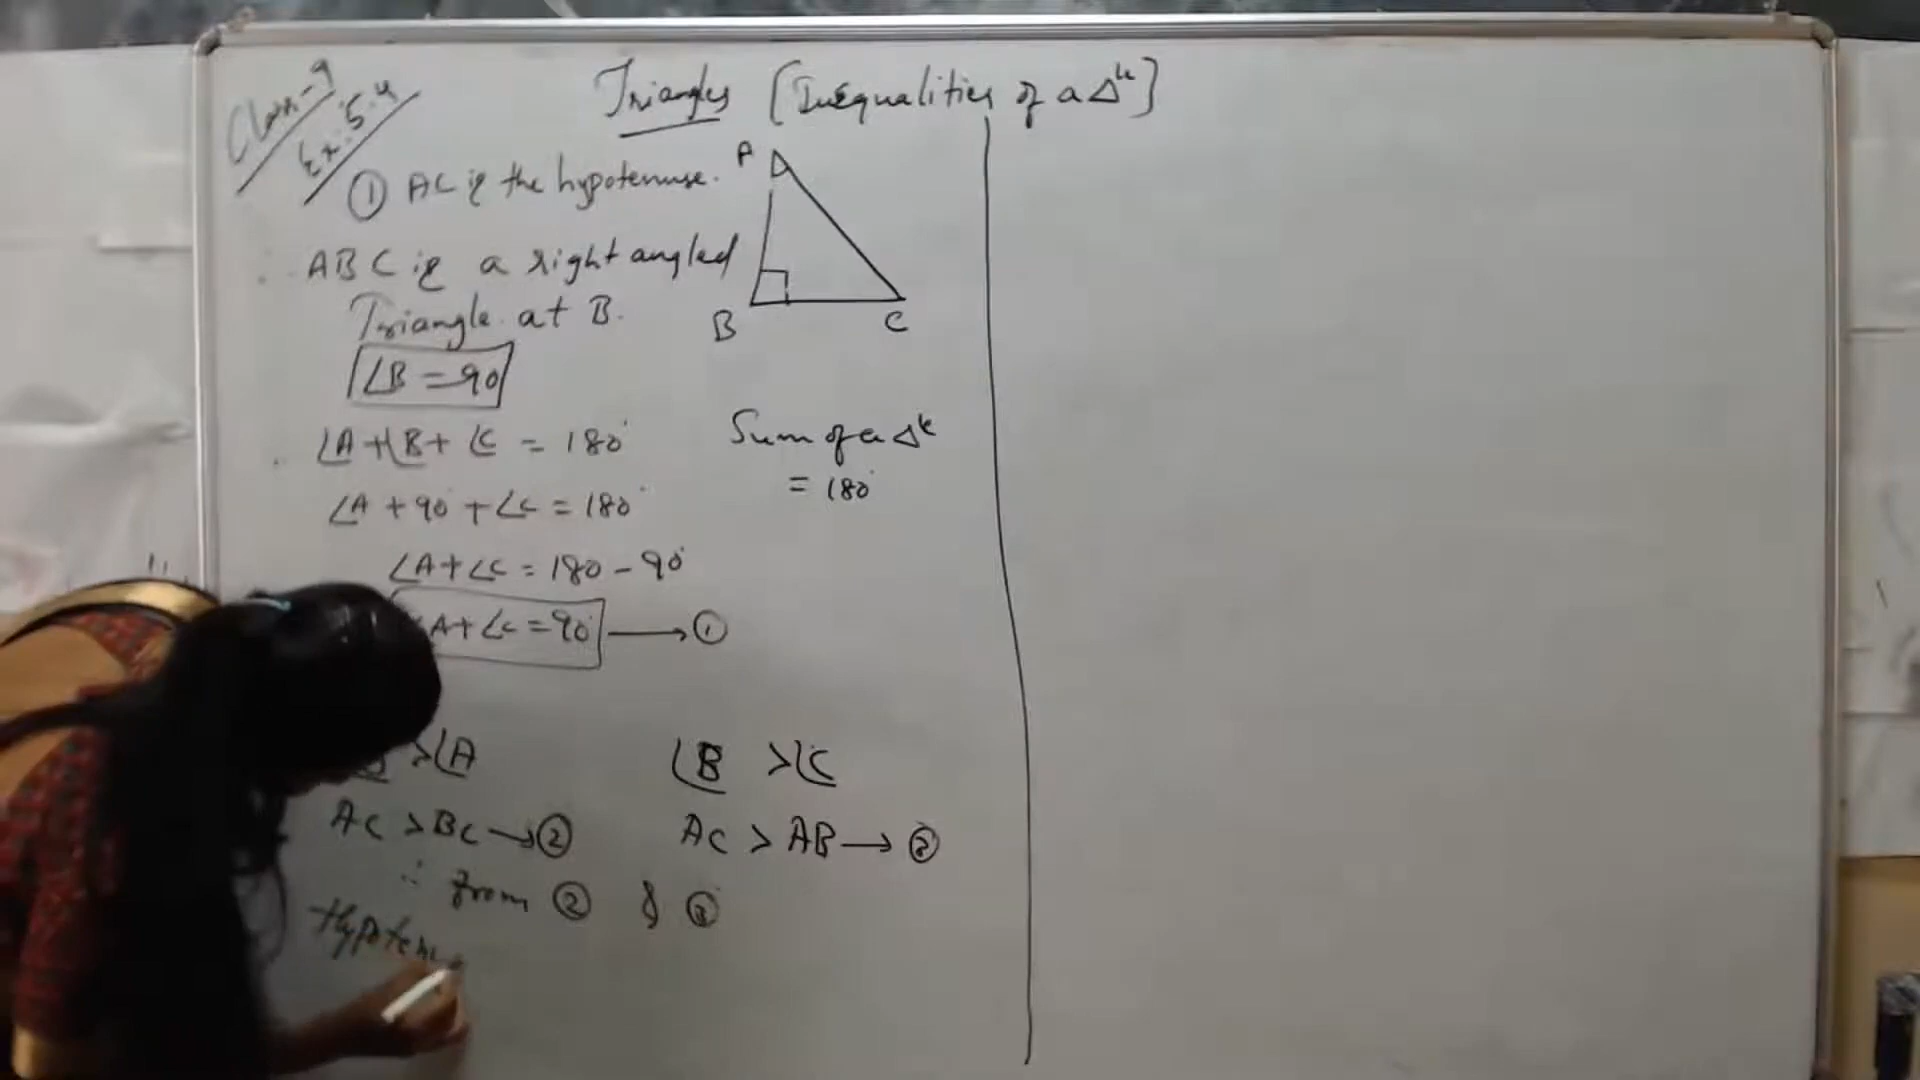 Class-9
Ex:5.4
Triangles [Inequalities of a Δle]
① AC is the hypotenuse.
ABC is a right angled
Triangle at B.
∠B = 90
∠A+∠B+∠C = 180°
∠A + 90° + ∠C = 180°
∠A+∠C = 180 - 90°
A+∠C = 90° → ①
A
B
C
Sum of a Δle
= 180°
>∠A
∠B >∠C
AC > BC → ②
AC > AB → ③
∴ from ② & ③
Hypotenu